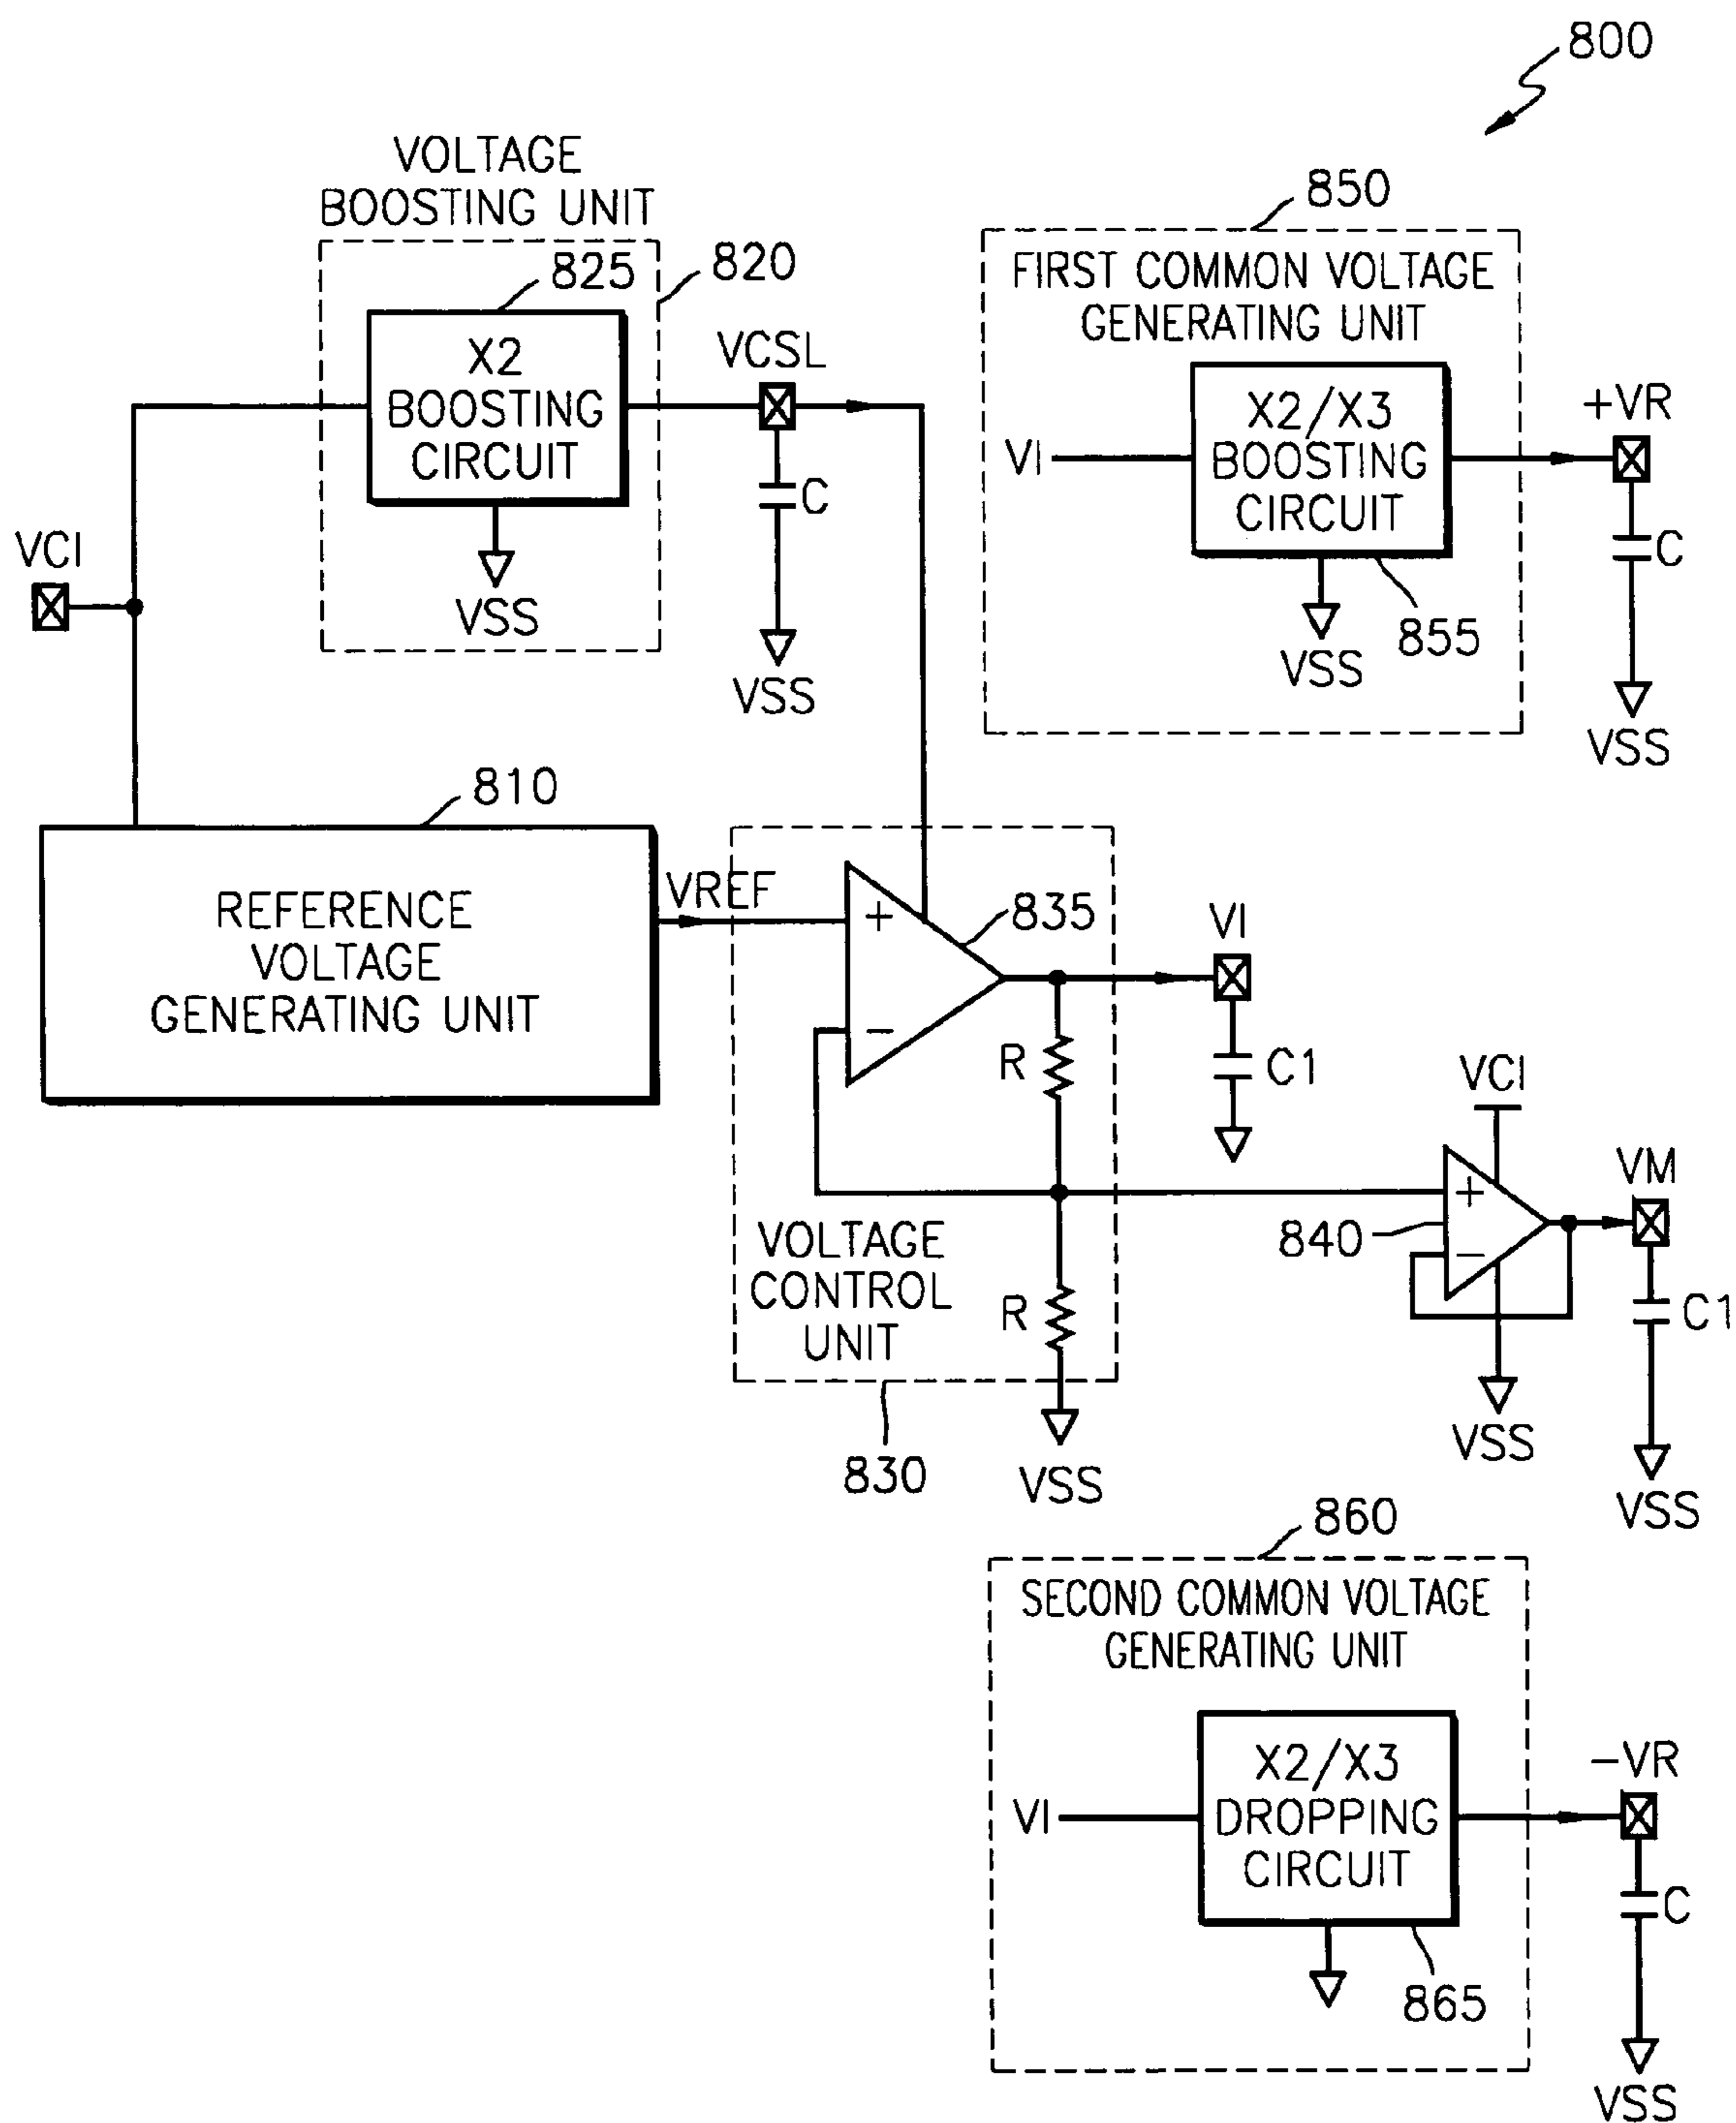 800
VOLTAGE
BOOSTING UNIT
825
820
X2
BOOSTING
CIRCUIT
VSS
VCSL
C
VSS
VCI
850
FIRST COMMON VOLTAGE
GENERATING UNIT
VI
X2/X3
BOOSTING
CIRCUIT
855
VSS
+VR
C
VSS
810
REFERENCE
VOLTAGE
GENERATING UNIT
VREF
+
−
835
VI
C1
R
R
VOLTAGE
CONTROL
UNIT
830
VSS
VCI
+
−
840
VSS
VM
C1
VSS
860
SECOND COMMON VOLTAGE
GENERATING UNIT
VI
X2/X3
DROPPING
CIRCUIT
865
−VR
C
VSS